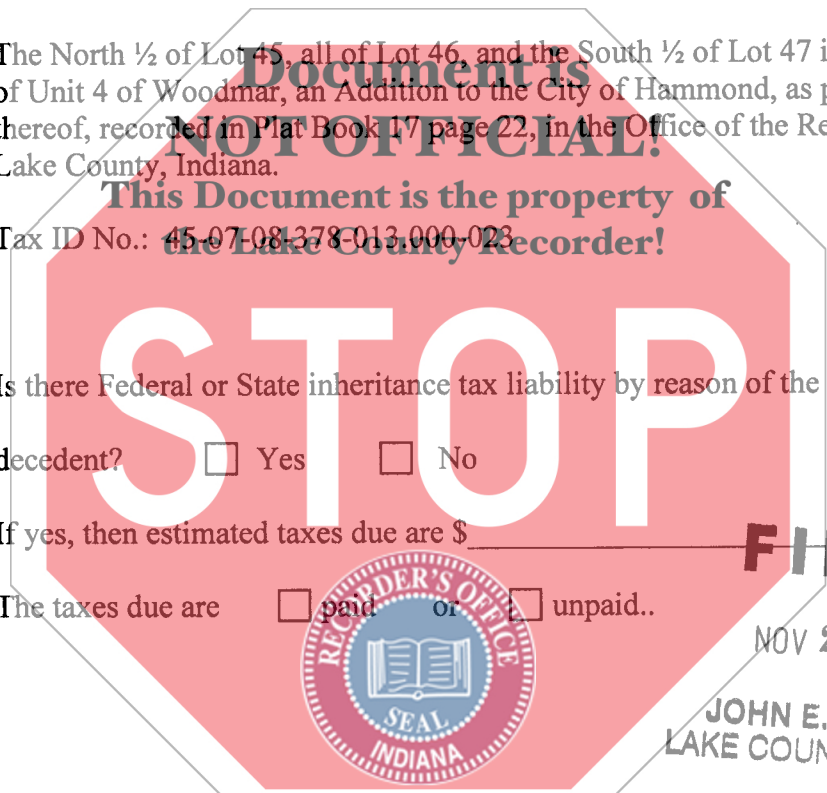 The North ½ of Lot 45, all of Lot 46, and the South ½ of Lot 47 i
of Unit 4 of Woodmar, an Addition to the City of Hammond, as p
thereof, recorded in Plat Book 17 page 22, in the Office of the Re
Lake County, Indiana.
Document is
NOT OFFICIAL!
This Document is the property of
the Lake County Recorder!
Tax ID No.: 45-07-08-378-013.000-023
STOP
Is there Federal or State inheritance tax liability by reason of the
decedent? Yes No
If yes, then estimated taxes due are $
FI
The taxes due are paid or unpaid..
RECORDER'S OFFICE
SEAL
INDIANA
NOV 2
JOHN E.
LAKE COUN